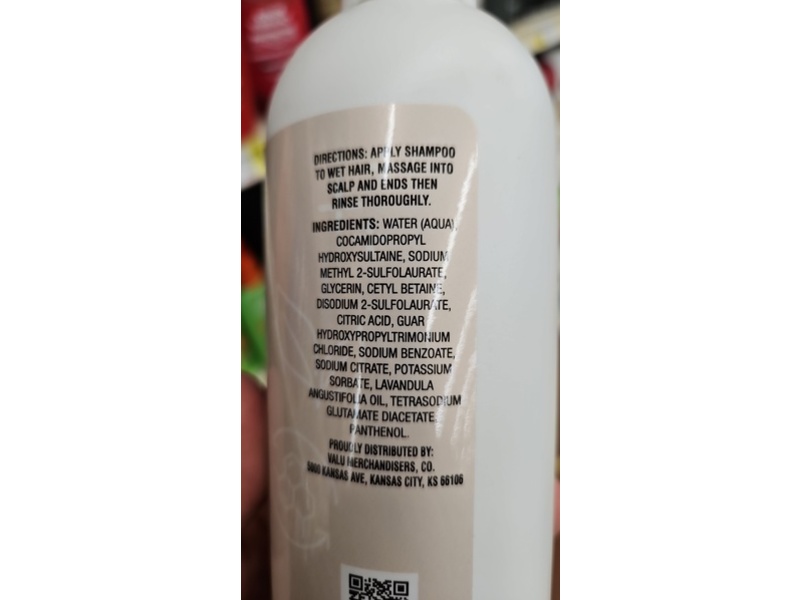 DIRECTIONS: APPLY SHAMPOO
TO WET HAIR, MASSAGE INTO
SCALP AND ENDS THEN
RINSE THOROUGHLY.
INGREDIENTS: WATER (AQUA),
COCAMIDOPROPYL
HYDROXYSULTAINE, SODIUM
METHYL 2-SULFOLAURATE,
GLYCERIN, CETYL BETAINE,
DISODIUM 2-SULFOLAURATE,
CITRIC ACID, GUAR
HYDROXYPROPYLTRIMONIUM
CHLORIDE, SODIUM BENZOATE,
SODIUM CITRATE, POTASSIUM
SORBATE, LAVANDULA
ANGUSTIFOLIA OIL, TETRASODIUM
GLUTAMATE DIACETATE,
PANTHENOL.
PROUDLY DISTRIBUTED BY:
VALU MERCHANDISERS, CO.
5000 KANSAS AVE, KANSAS CITY, KS 66106